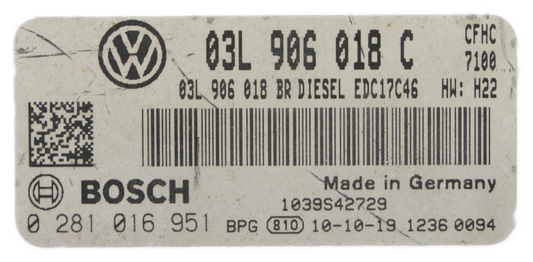 03L 906 018 C CFHC
7100
03L 906 018 BR DIESEL EDC17C46 HW: H22
BOSCH
Made in Germany
1039S42729
0 281 016 951 BPG 810 10-10-19 1236 0094